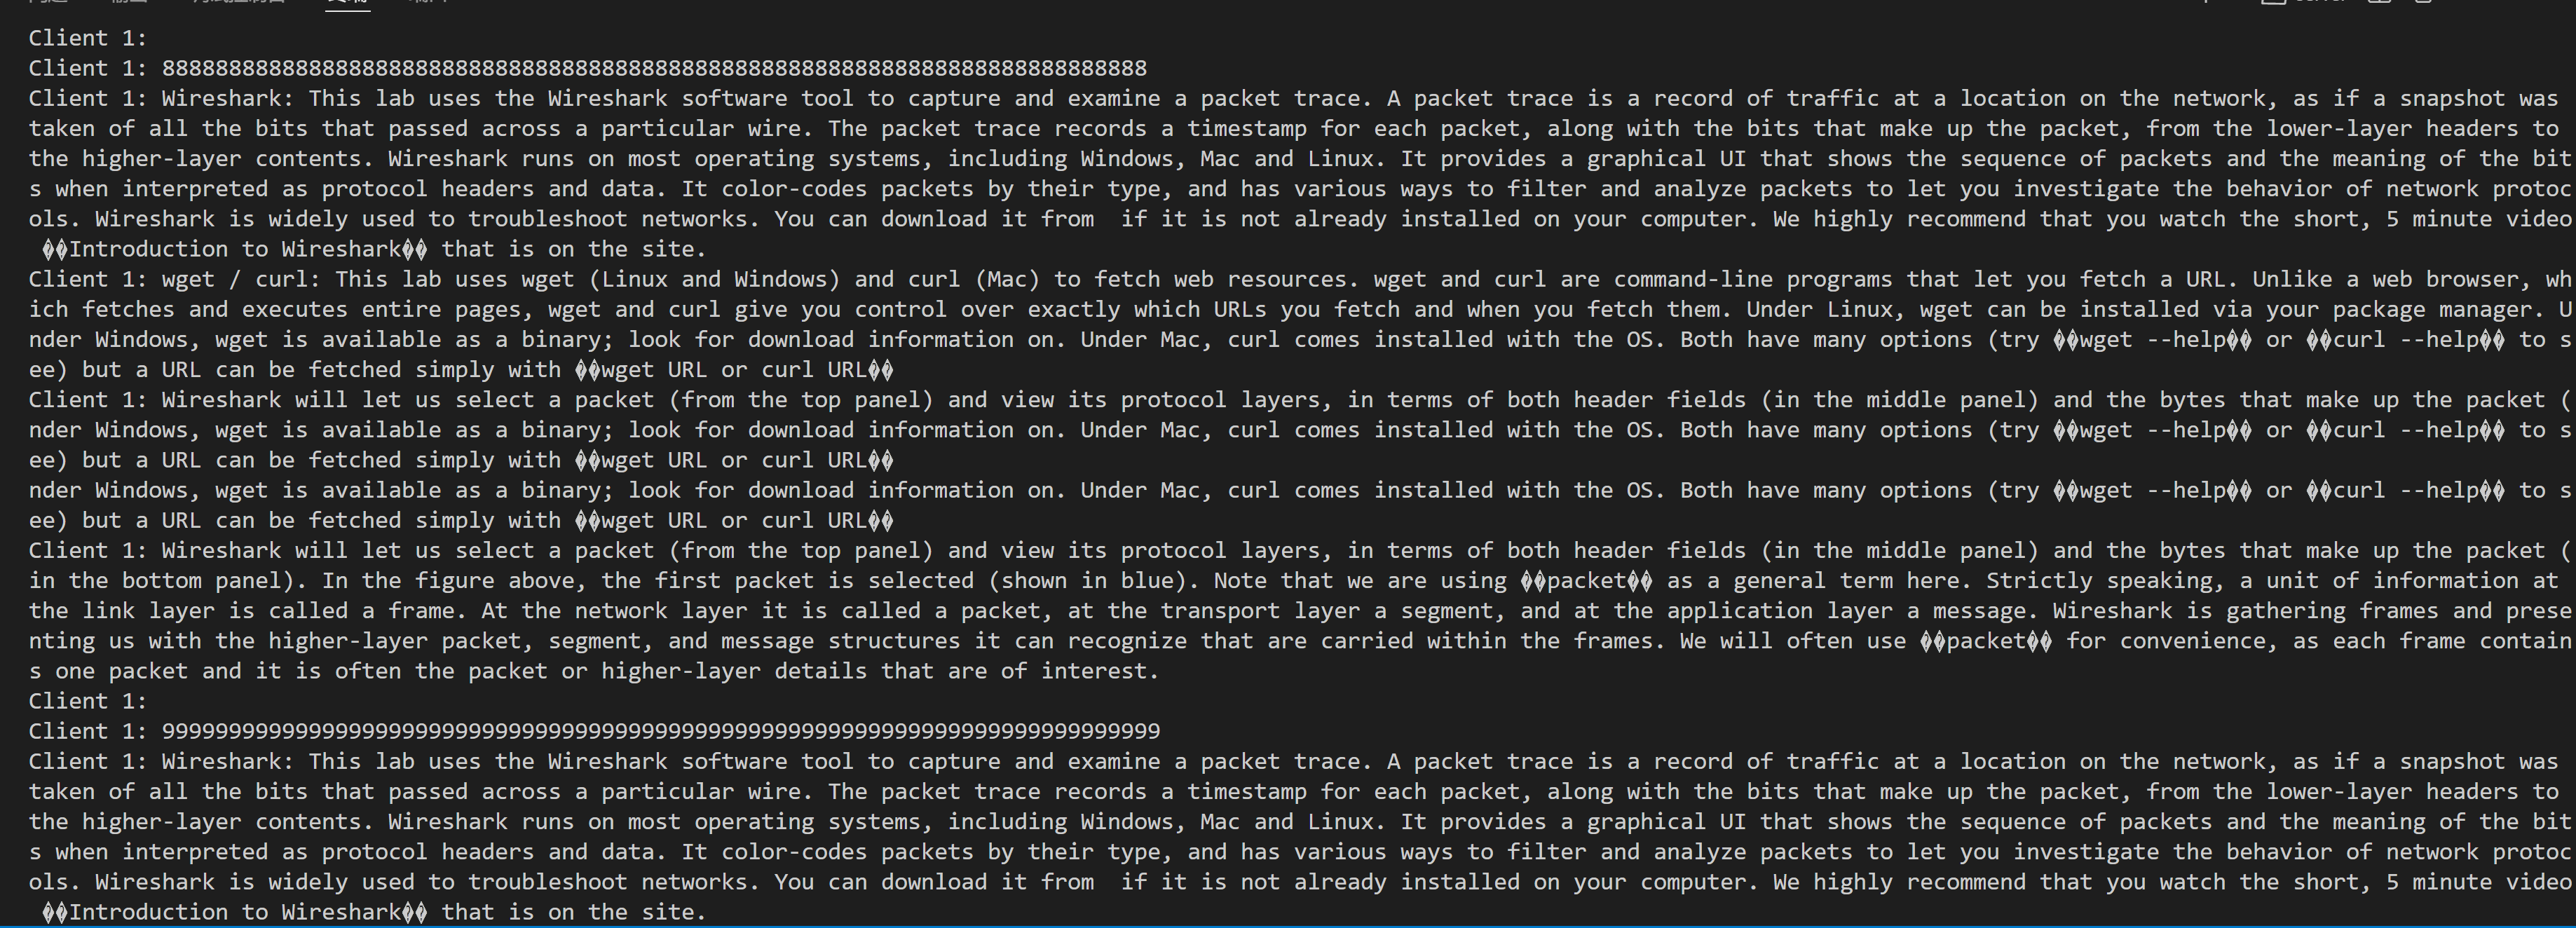 Client 1:
Client 1: 88888888888888888888888888888888888888888888888888888888888888888888888888
Client 1: Wireshark: This lab uses the Wireshark software tool to capture and examine a packet trace. A packet trace is a record of traffic at a location on the network, as if a snapshot was
taken of all the bits that passed across a particular wire. The packet trace records a timestamp for each packet, along with the bits that make up the packet, from the lower-layer headers to
the higher-layer contents. Wireshark runs on most operating systems, including Windows, Mac and Linux. It provides a graphical UI that shows the sequence of packets and the meaning of the bit
s when interpreted as protocol headers and data. It color-codes packets by their type, and has various ways to filter and analyze packets to let you investigate the behavior of network protoc
ols. Wireshark is widely used to troubleshoot networks. You can download it from  if it is not already installed on your computer. We highly recommend that you watch the short, 5 minute video
 ��Introduction to Wireshark�� that is on the site.
Client 1: wget / curl: This lab uses wget (Linux and Windows) and curl (Mac) to fetch web resources. wget and curl are command-line programs that let you fetch a URL. Unlike a web browser, wh
ich fetches and executes entire pages, wget and curl give you control over exactly which URLs you fetch and when you fetch them. Under Linux, wget can be installed via your package manager. U
nder Windows, wget is available as a binary; look for download information on. Under Mac, curl comes installed with the OS. Both have many options (try ��wget --help�� or ��curl --help�� to s
ee) but a URL can be fetched simply with ��wget URL or curl URL��
Client 1: Wireshark will let us select a packet (from the top panel) and view its protocol layers, in terms of both header fields (in the middle panel) and the bytes that make up the packet (
nder Windows, wget is available as a binary; look for download information on. Under Mac, curl comes installed with the OS. Both have many options (try ��wget --help�� or ��curl --help�� to s
ee) but a URL can be fetched simply with ��wget URL or curl URL��
nder Windows, wget is available as a binary; look for download information on. Under Mac, curl comes installed with the OS. Both have many options (try ��wget --help�� or ��curl --help�� to s
ee) but a URL can be fetched simply with ��wget URL or curl URL��
Client 1: Wireshark will let us select a packet (from the top panel) and view its protocol layers, in terms of both header fields (in the middle panel) and the bytes that make up the packet (
in the bottom panel). In the figure above, the first packet is selected (shown in blue). Note that we are using ��packet�� as a general term here. Strictly speaking, a unit of information at
the link layer is called a frame. At the network layer it is called a packet, at the transport layer a segment, and at the application layer a message. Wireshark is gathering frames and prese
nting us with the higher-layer packet, segment, and message structures it can recognize that are carried within the frames. We will often use ��packet�� for convenience, as each frame contain
s one packet and it is often the packet or higher-layer details that are of interest.
Client 1:
Client 1: 999999999999999999999999999999999999999999999999999999999999999999999999999
Client 1: Wireshark: This lab uses the Wireshark software tool to capture and examine a packet trace. A packet trace is a record of traffic at a location on the network, as if a snapshot was
taken of all the bits that passed across a particular wire. The packet trace records a timestamp for each packet, along with the bits that make up the packet, from the lower-layer headers to
the higher-layer contents. Wireshark runs on most operating systems, including Windows, Mac and Linux. It provides a graphical UI that shows the sequence of packets and the meaning of the bit
s when interpreted as protocol headers and data. It color-codes packets by their type, and has various ways to filter and analyze packets to let you investigate the behavior of network protoc
ols. Wireshark is widely used to troubleshoot networks. You can download it from  if it is not already installed on your computer. We highly recommend that you watch the short, 5 minute video
 ��Introduction to Wireshark�� that is on the site.